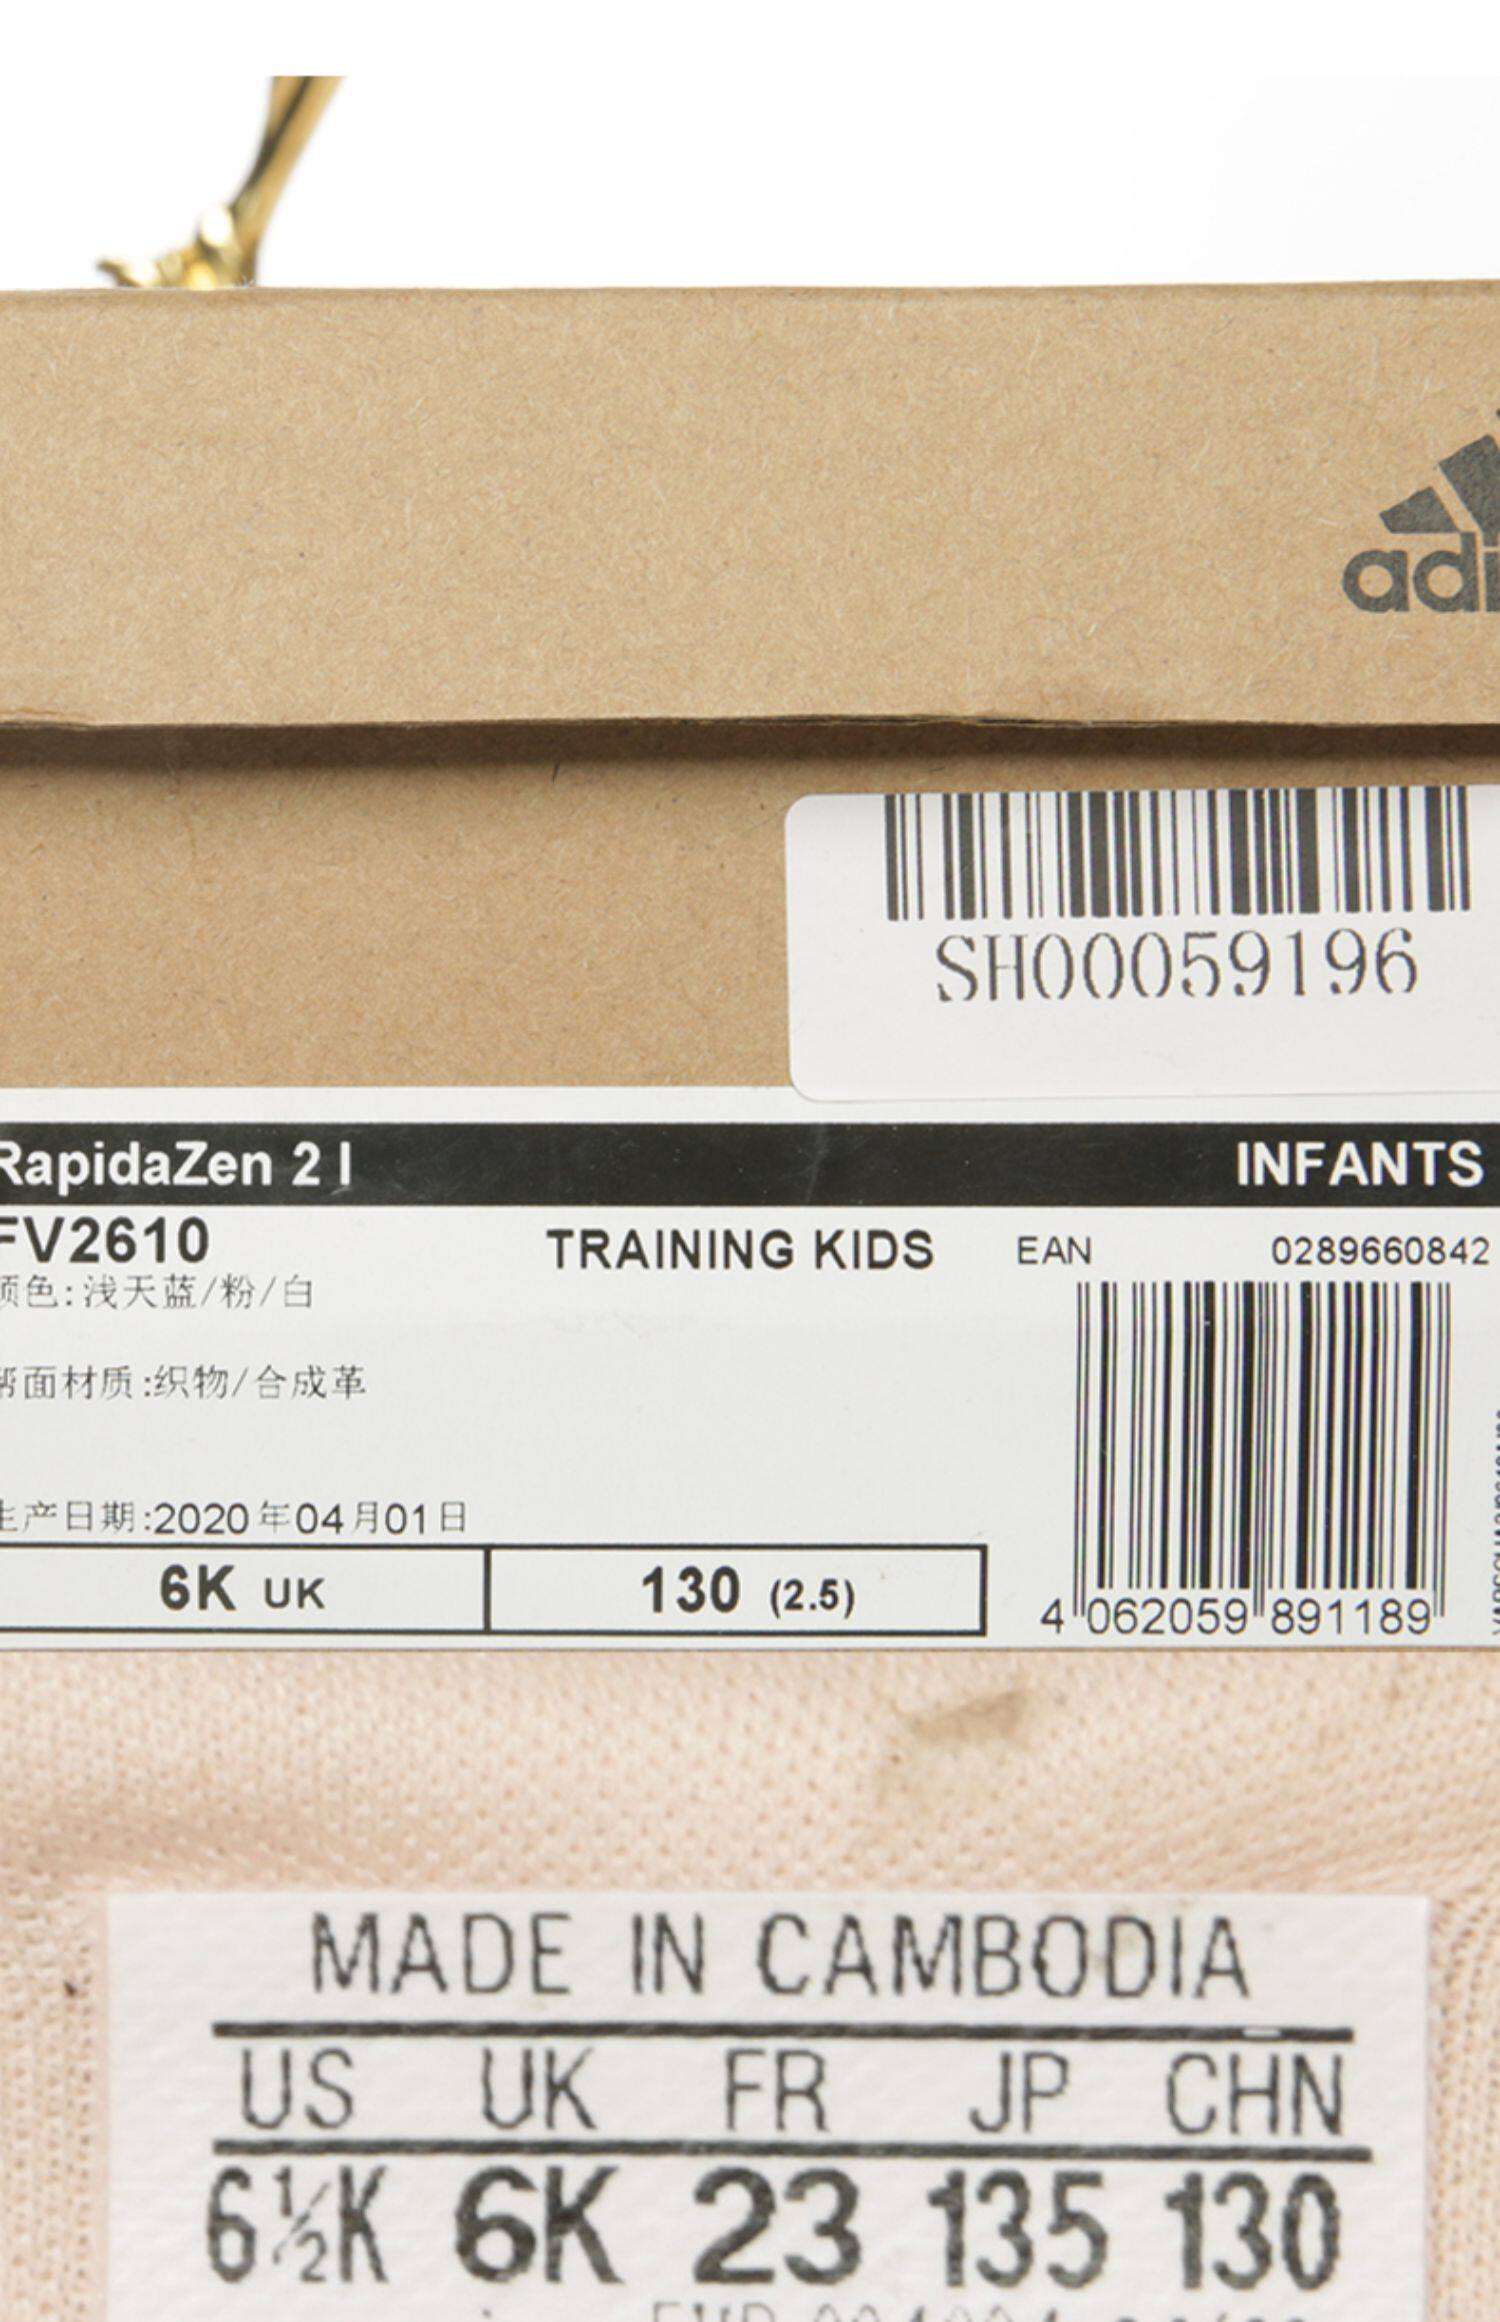 adi
SH00059196
RapidaZen 2 I INFANTS
FV2610 TRAINING KIDS EAN 0289660842
颜色:浅天蓝/粉/白
帮面材质:织物/合成革
生产日期:2020年04月01日
6K UK 130 (2.5)
4 062059 891189
MADE IN CAMBODIA
US UK FR JP CHN
6½K 6K 23 135 130